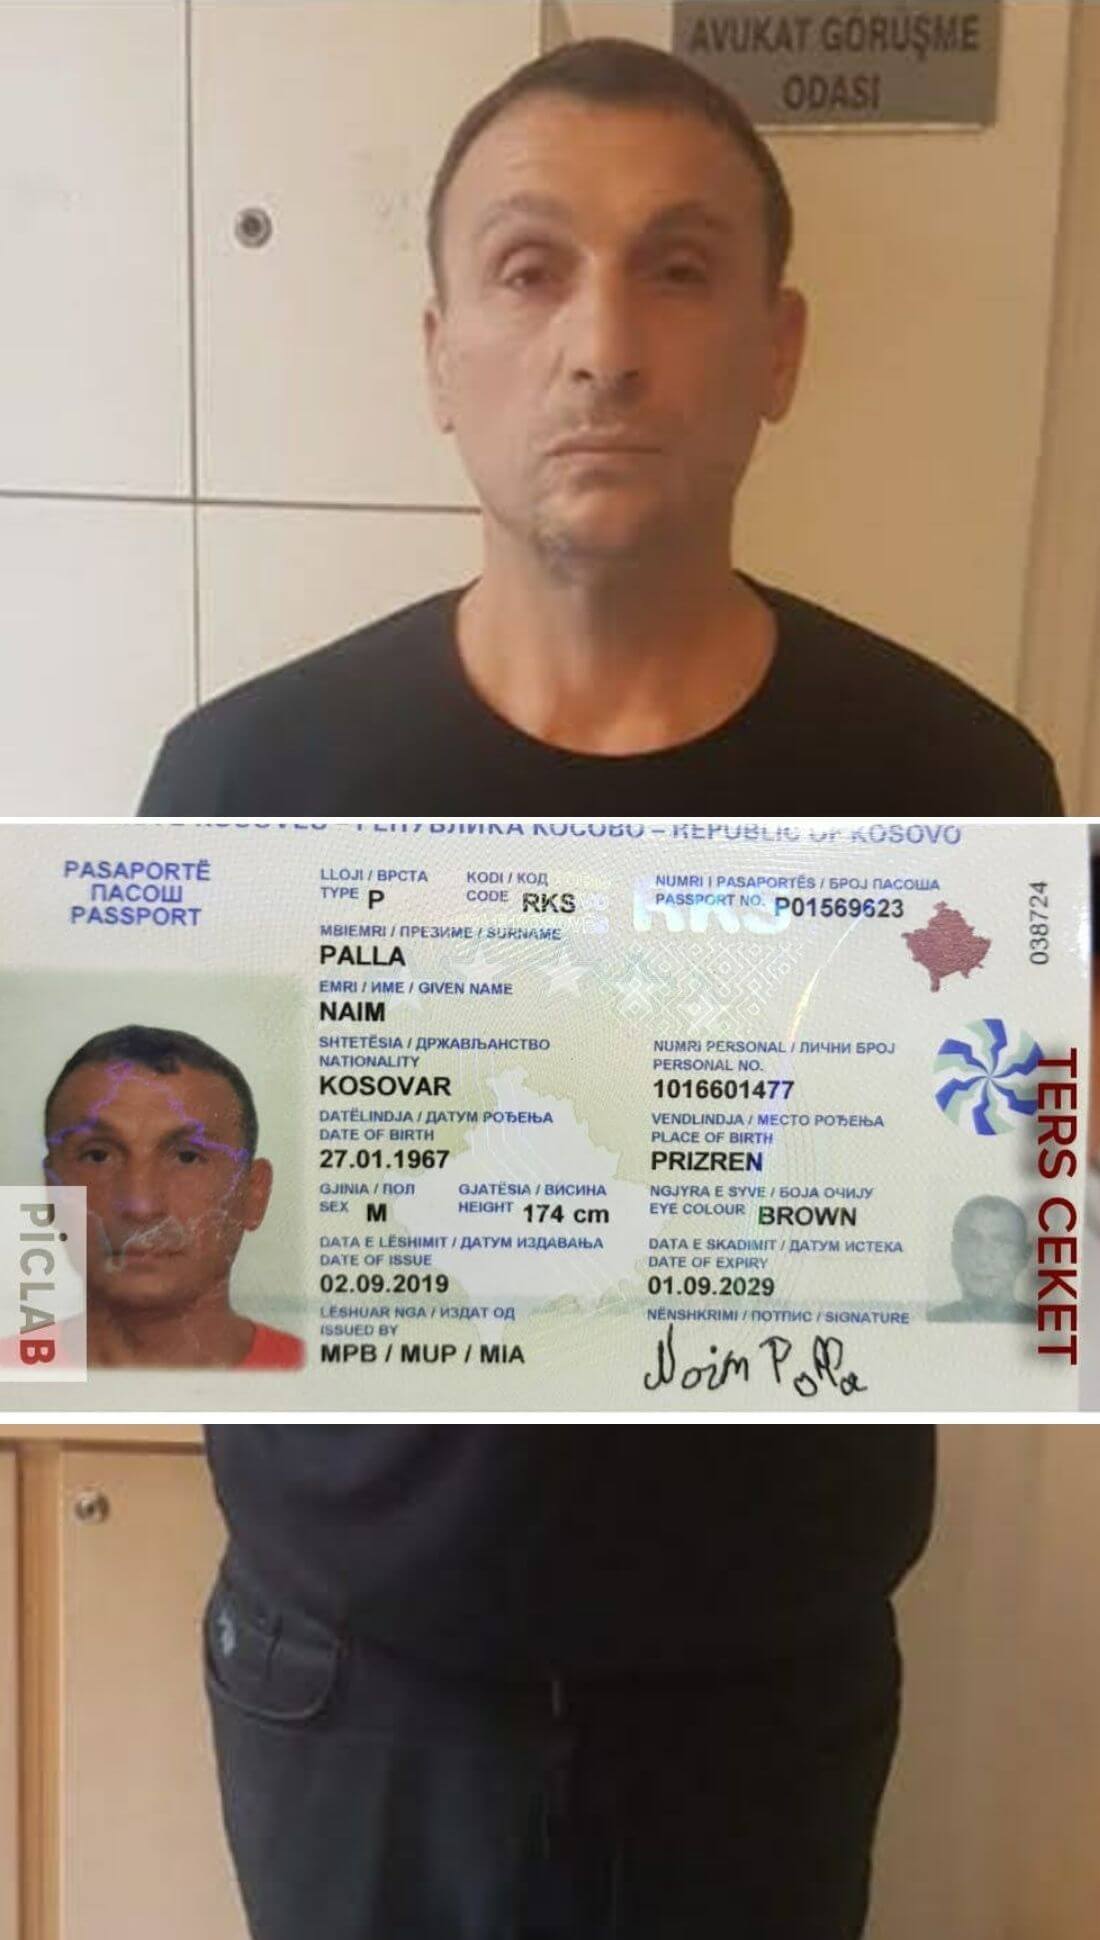 AVUKAT GÖRÜŞME
ODASI
REPUBLIC OF KOSOVO
PASAPORTË
ПАСОШ
PASSPORT
LLOJI / ВРСТА
TYPE P
KODI / КОД
CODE RKS
NUMRI I PASAPORTËS / БРОЈ ПАСОША
PASSPORT NO. P01569623
038724
RKS
MBIEMRI / ПРЕЗИМЕ / SURNAME
PALLA
EMRI / ИМЕ / GIVEN NAME
NAIM
SHTETËSIA / ДРЖАВЉАНСТВО
NATIONALITY
KOSOVAR
NUMRI PERSONAL / ЛИЧНИ БРОЈ
PERSONAL NO.
1016601477
DATËLINDJA / ДАТУМ РОЂЕЊА
DATE OF BIRTH
27.01.1967
VENDLINDJA / МЕСТО РОЂЕЊА
PLACE OF BIRTH
PRIZREN
GJINIA / ПОЛ
SEX M
GJATËSIA / ВИСИНА
HEIGHT 174 cm
NGJYRA E SYVE / БОЈА ОЧИЈУ
EYE COLOUR BROWN
DATA E LËSHIMIT / ДАТУМ ИЗДАВАЊА
DATE OF ISSUE
02.09.2019
DATA E SKADIMIT / ДАТУМ ИСТЕКА
DATE OF EXPIRY
01.09.2029
LËSHUAR NGA / ИЗДАТ ОД
ISSUED BY
MPB / MUP / MIA
NËNSHKRIMI / ПОТПИС / SIGNATURE
Noim Palla
TERS CEKET
PiCLAB